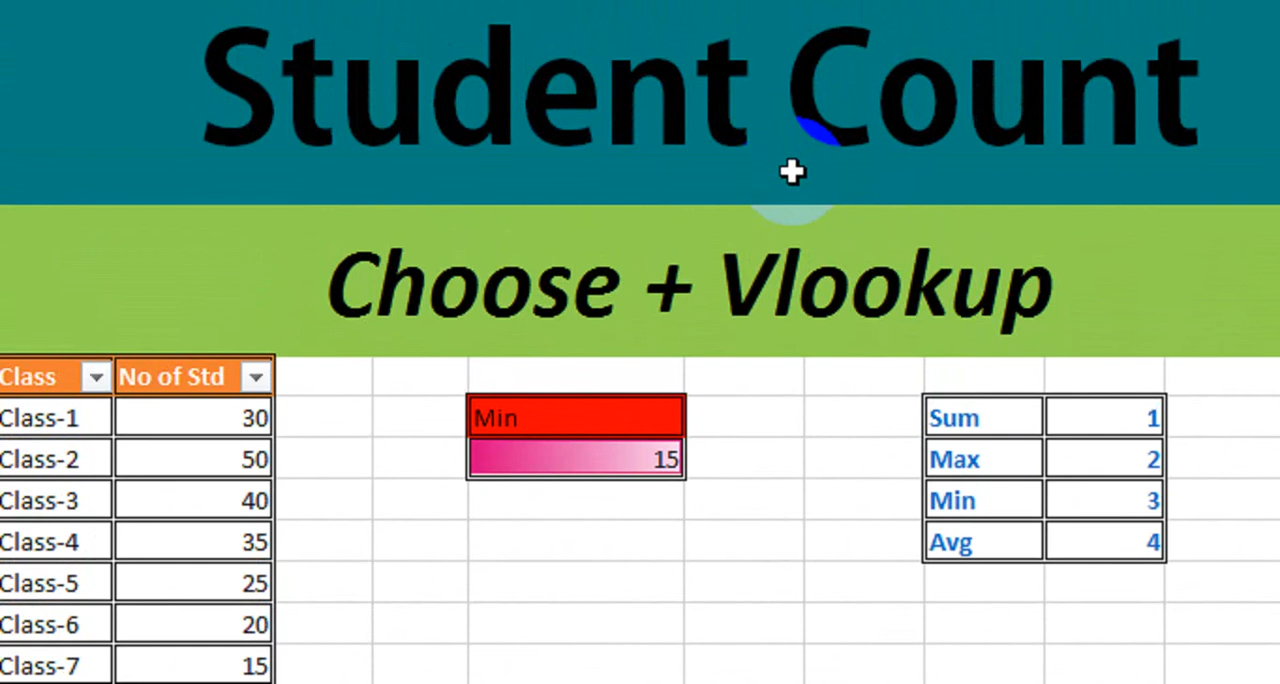 Student Count
Choose + Vlookup
Class No of Std
Class-1 30 Min Sum 1
Class-2 50 15 Max 2
Class-3 40 Min 3
Class-4 35 Avg 4
Class-5 25
Class-6 20
Class-7 15